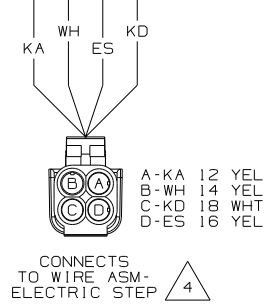 KA WH ES KD
B A
C D
A-KA 12 YEL
B-WH 14 YEL
C-KD 18 WHT
D-ES 16 YEL
CONNECTS
TO WIRE ASM-
ELECTRIC STEP 4